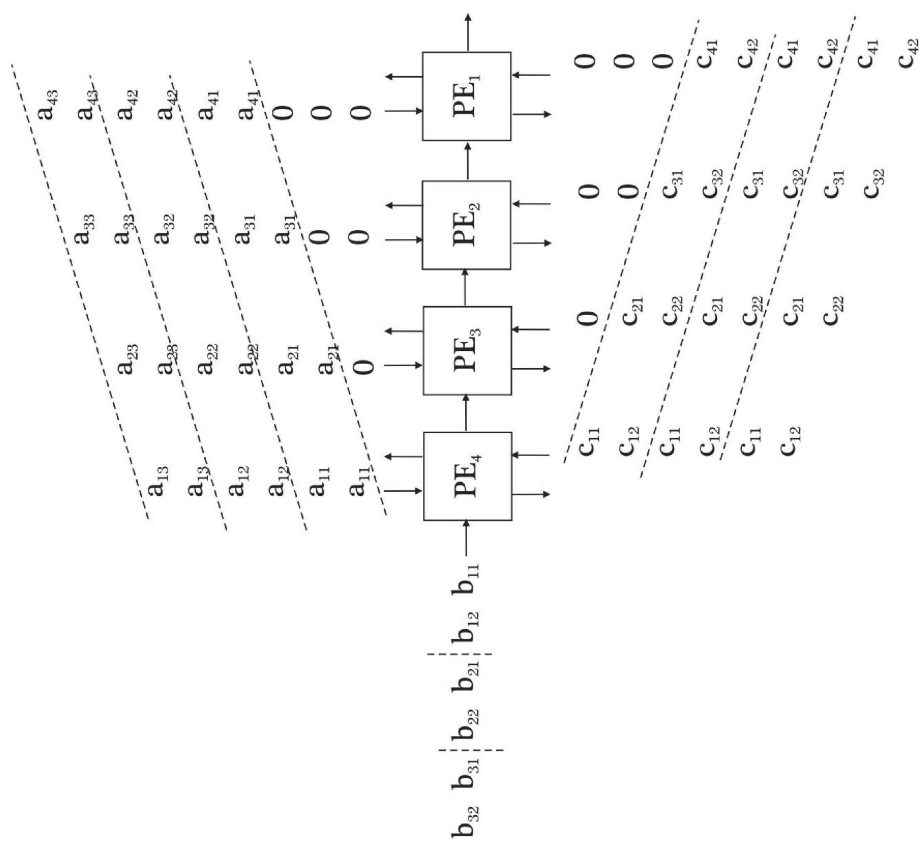 a₄₃
a₃₃ a₄₃
a₂₃ a₃₃ a₄₂
a₁₃ a₂₃ a₃₂ a₄₂
a₁₃ a₂₂ a₃₂ a₄₁
a₁₂ a₂₂ a₃₁ a₄₁
a₁₂ a₂₁ a₃₁ 0
a₁₁ a₂₁ 0 0
a₁₁ 0 0 0
b₃₂ b₃₁ b₂₂ b₂₁ b₁₂ b₁₁ PE₄ PE₃ PE₂ PE₁
c₁₁ 0 0 0
c₁₂ c₂₁ 0 0
c₁₁ c₂₂ c₃₁ 0
c₁₂ c₂₁ c₃₂ c₄₁
c₁₁ c₂₂ c₃₁ c₄₂
c₁₂ c₂₁ c₃₂ c₄₁
c₂₂ c₃₁ c₄₂
c₃₂ c₄₁
c₄₂